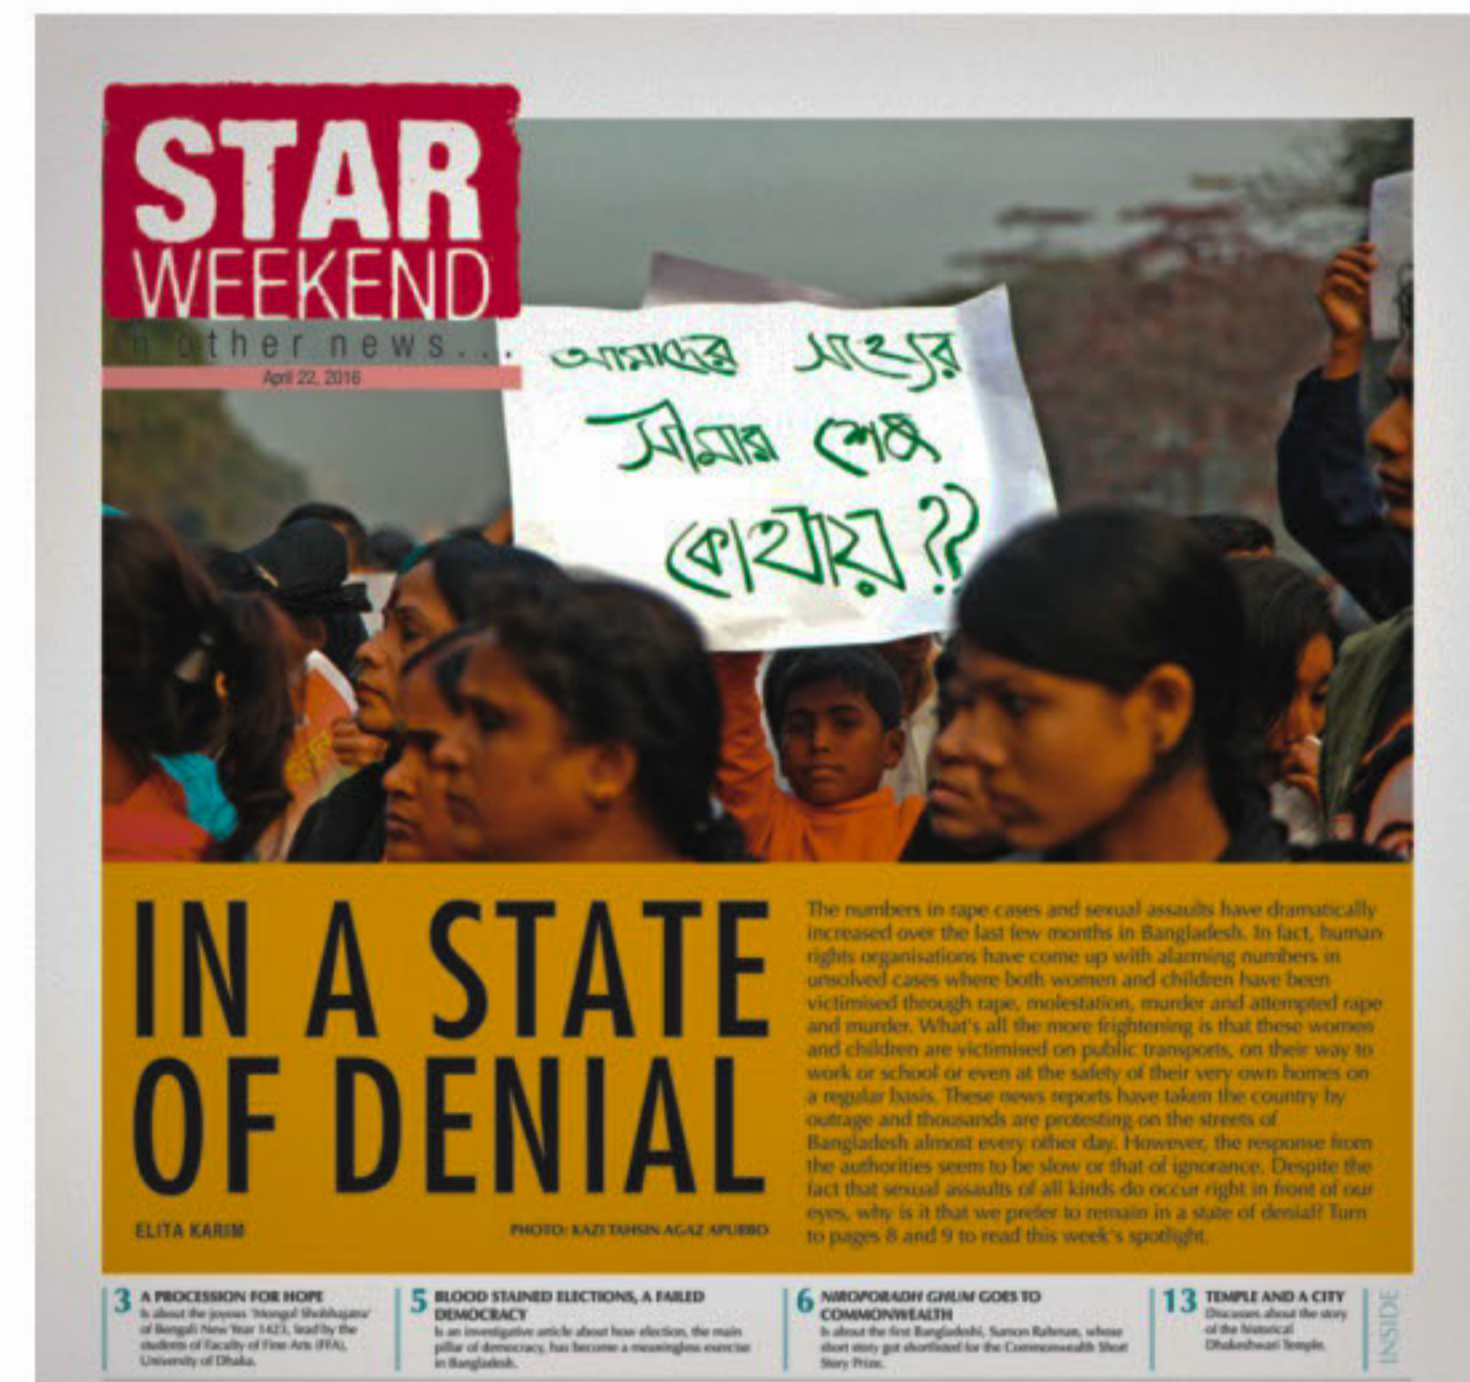 STAR
WEEKEND
in other news...
April 22, 2016
আমাদের সহ্যের
সীমার শেষ
কোথায়??
IN A STATE
OF DENIAL
ELITA KARIM
PHOTO: KAZI TAHSIN AGAZ APURBO
The numbers in rape cases and sexual assaults have dramatically
increased over the last few months in Bangladesh. In fact, human
rights organisations have come up with alarming numbers in
unsolved cases where both women and children have been
victimised through rape, molestation, murder and attempted rape
and murder. What's all the more frightening is that these women
and children are victimised on public transports, on their way to
work or school or even at the safety of their very own homes on
a regular basis. These news reports have taken the country by
outrage and thousands are protesting on the streets of
Bangladesh almost every other day. However, the response from
the authorities seem to be slow or that of ignorance. Despite the
fact that sexual assaults of all kinds do occur right in front of our
eyes, why is it that we prefer to remain in a state of denial? Turn
to pages 8 and 9 to read this week's spotlight.
3 A PROCESSION FOR HOPE
Is about the joyous 'Mongol Shobhajatra'
of Bengali New Year 1423, lead by the
students of Faculty of Fine Arts (FFA),
University of Dhaka.
5 BLOOD STAINED ELECTIONS, A FAILED
DEMOCRACY
Is an investigative article about how election, the main
pillar of democracy, has become a meaningless exercise
in Bangladesh.
6 NIROPORADH GHUM GOES TO
COMMONWEALTH
Is about the first Bangladeshi, Sumon Rahman, whose
short story got shortlisted for the Commonwealth Short
Story Prize.
13 TEMPLE AND A CITY
Discusses about the story
of the historical
Dhakeshwari Temple.
INSIDE